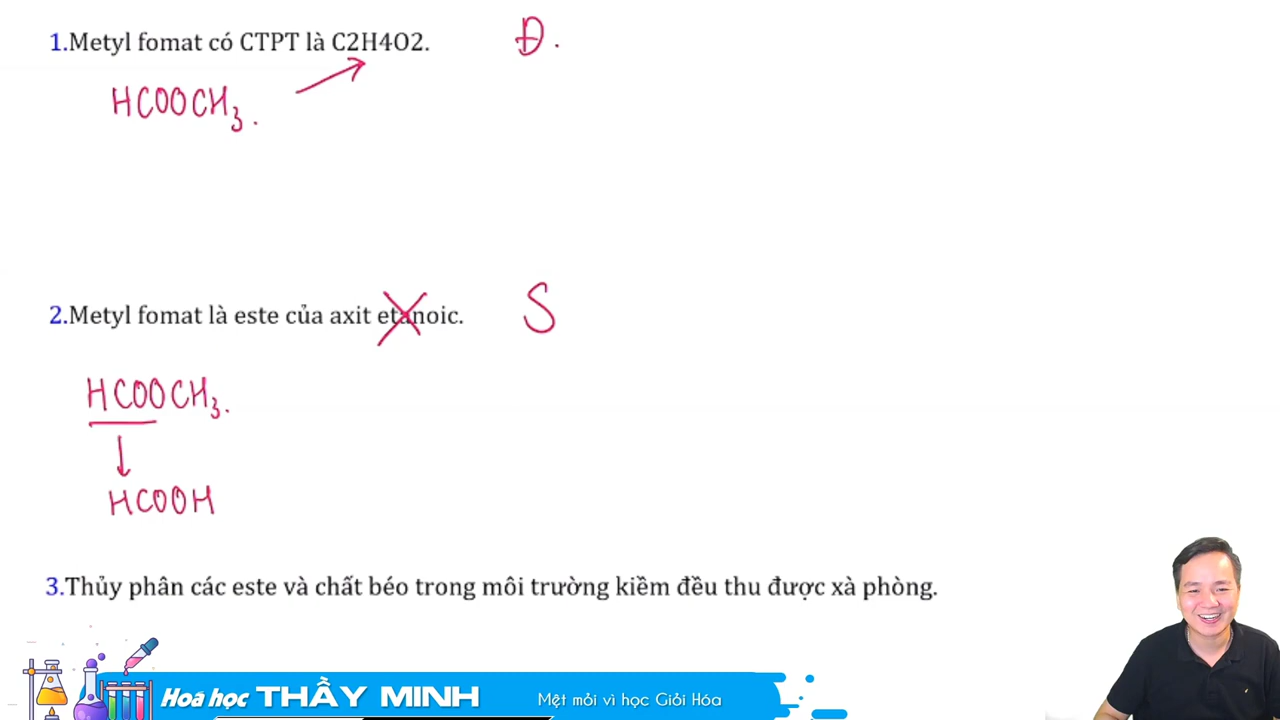 1.Metyl fomat có CTPT là C2H4O2. Đ.
HCOOCH3.
2.Metyl fomat là este của axit etanoic. S
HCOOCH3.
HCOOH
3.Thủy phân các este và chất béo trong môi trường kiềm đều thu được xà phòng.
Hoá học THẦY MINH Mệt mỏi vì học Giỏi Hóa